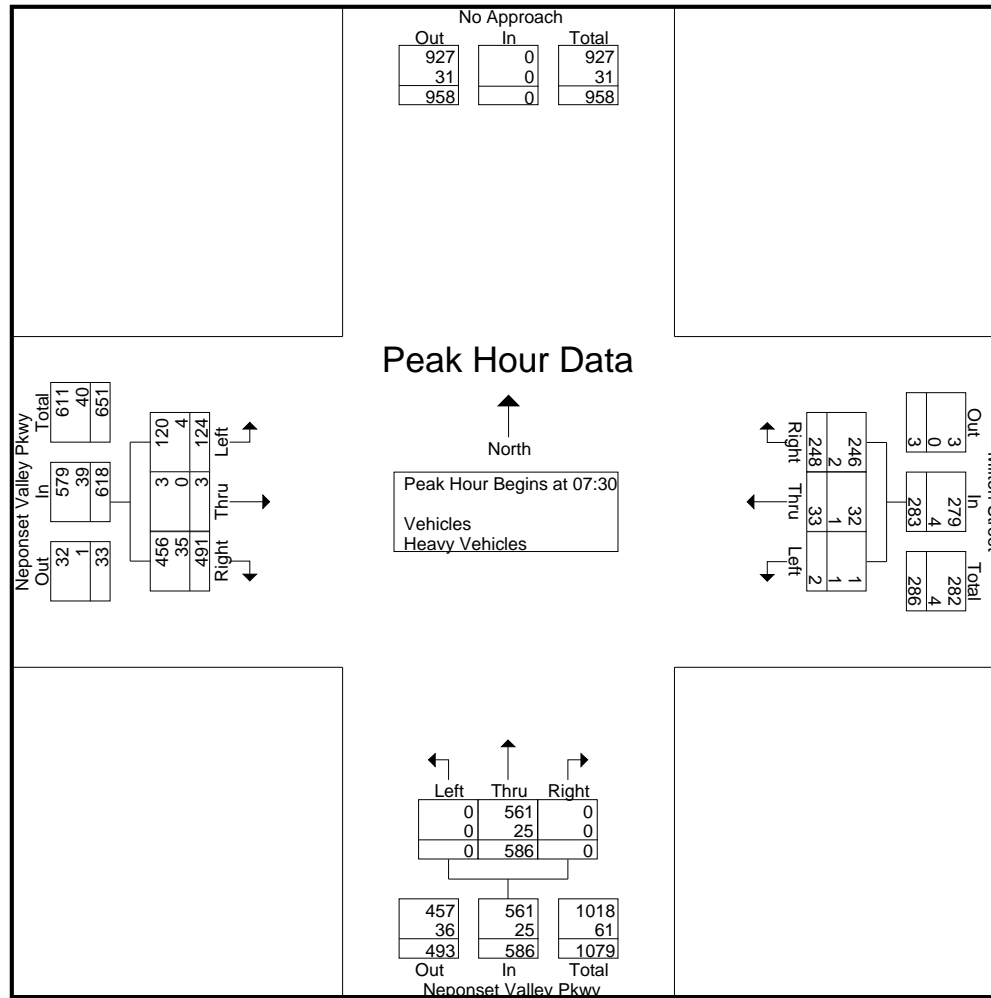 No Approach
Out In Total
927 0 927
31 0 31
958 0 958
Peak Hour Data
North
Peak Hour Begins at 07:30
Vehicles
Heavy Vehicles
Neponset Valley Pkwy
Out In Total
32 579 611
1 39 40
33 618 651
456 3 120
35 0 4
491 3 124
Right Thru Left
Milton Street
Out In Total
3 279 282
0 4 4
3 283 286
246 32 1
2 1 1
248 33 2
Right Thru Left
Left Thru Right
0 561 0
0 25 0
0 586 0
457 561 1018
36 25 61
493 586 1079
Out In Total
Neponset Valley Pkwy